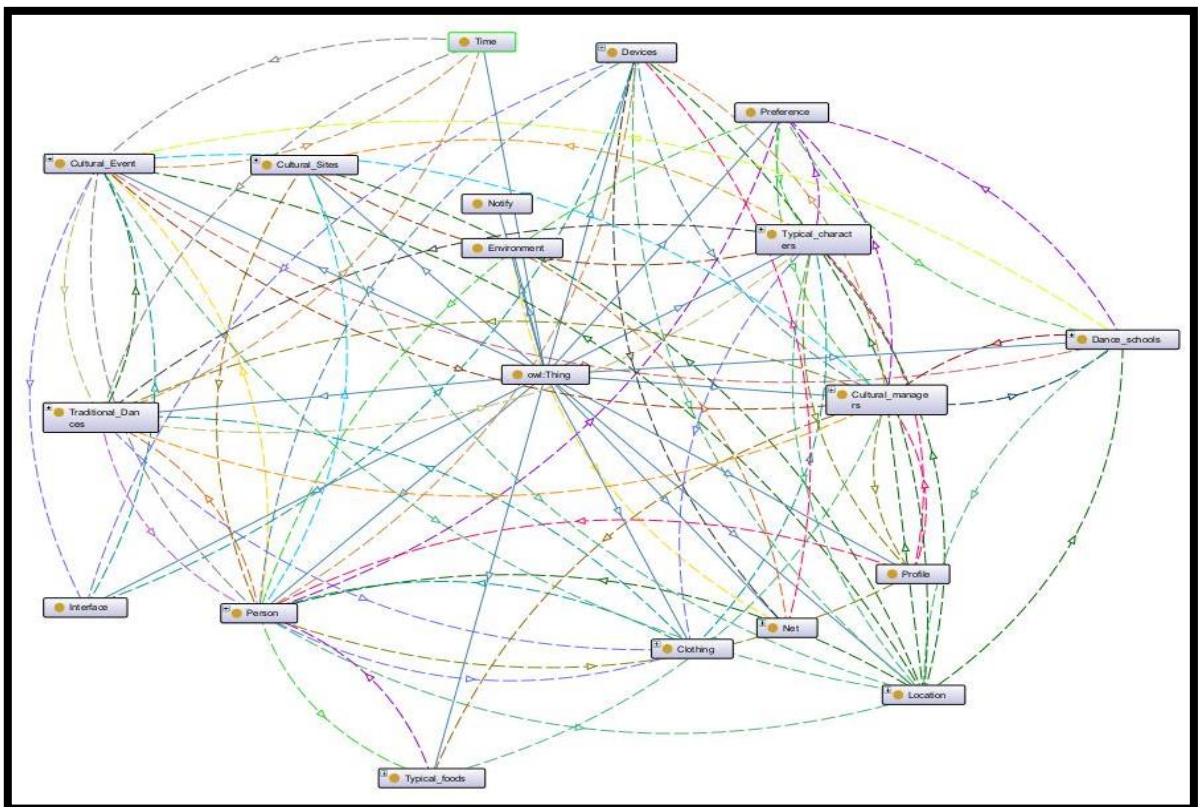 Time
Devices
Preference
Cultural_Event
Cultural_Sites
Notify
Typical_charact
ers
Environment
Dance_schools
owl:Thing
Cultural_manage
rs
Traditional_Dan
ces
Profile
Interface
Person
Net
Clothing
Location
Typical_foods